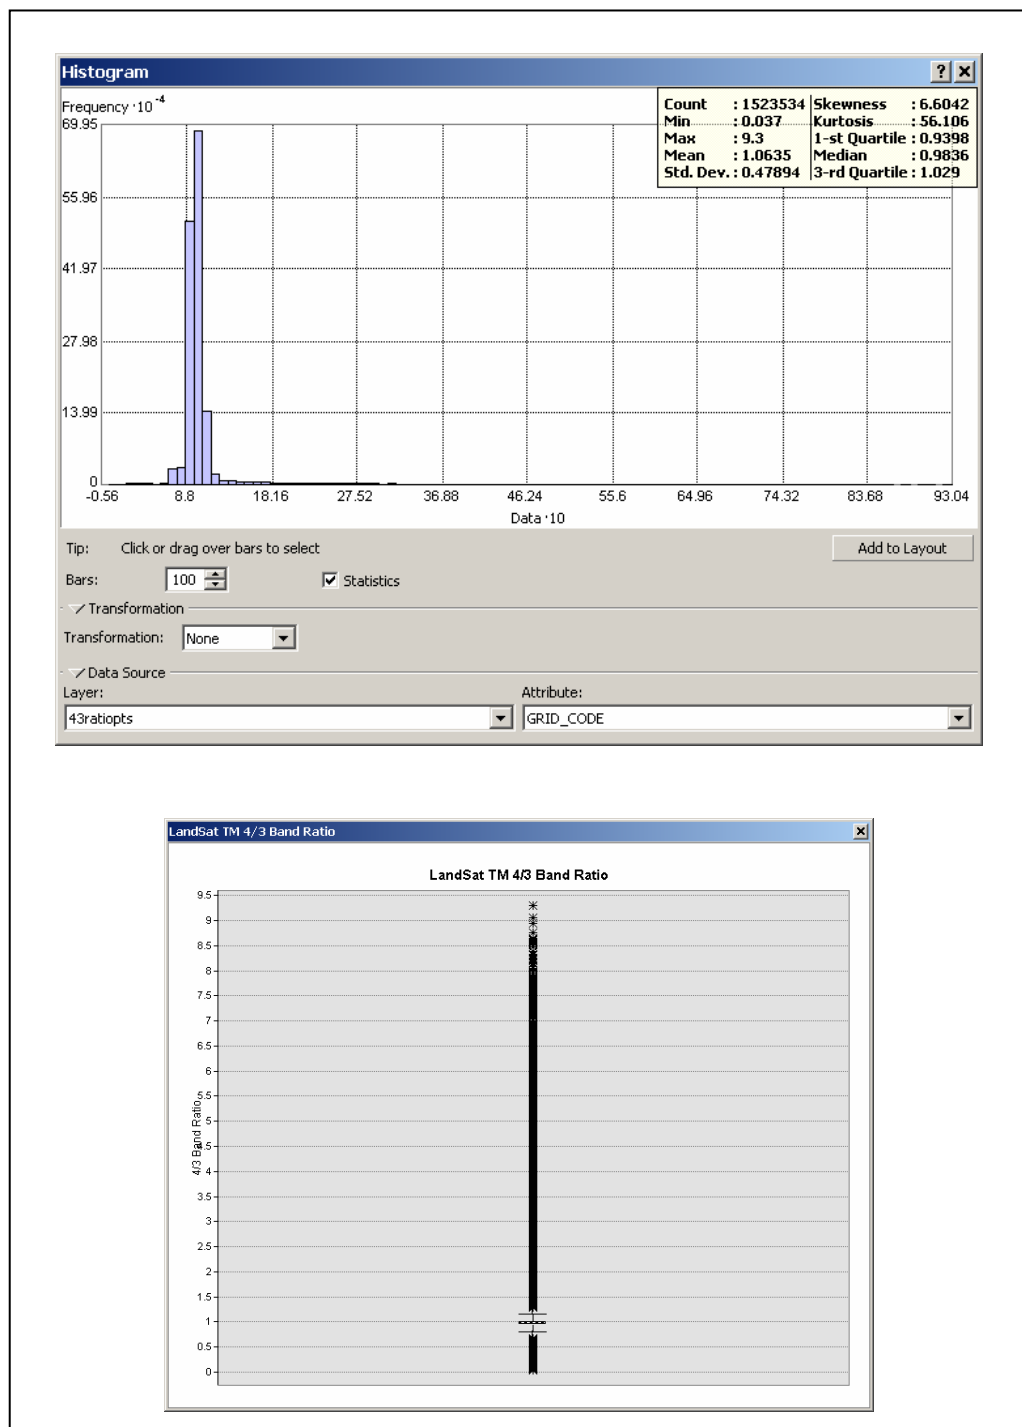 Histogram
Frequency ·10 -4
Count : 1523534 Skewness : 6.6042
Min : 0.037 Kurtosis : 56.106
Max : 9.3 1-st Quartile : 0.9398
Mean : 1.0635 Median : 0.9836
Std. Dev. : 0.47894 3-rd Quartile : 1.029
69.95
55.96
41.97
27.98
13.99
0
-0.56 8.8 18.16 27.52 36.88 46.24 55.6 64.96 74.32 83.68 93.04
Data ·10
Tip: Click or drag over bars to select Add to Layout
Bars: 100 Statistics
Transformation
Transformation: None
Data Source
Layer: Attribute:
43ratiopts GRID_CODE
LandSat TM 4/3 Band Ratio
LandSat TM 4/3 Band Ratio
4/3 Band Ratio
9.5
9
8.5
8
7.5
7
6.5
6
5.5
5
4.5
4
3.5
3
2.5
2
1.5
1
0.5
0